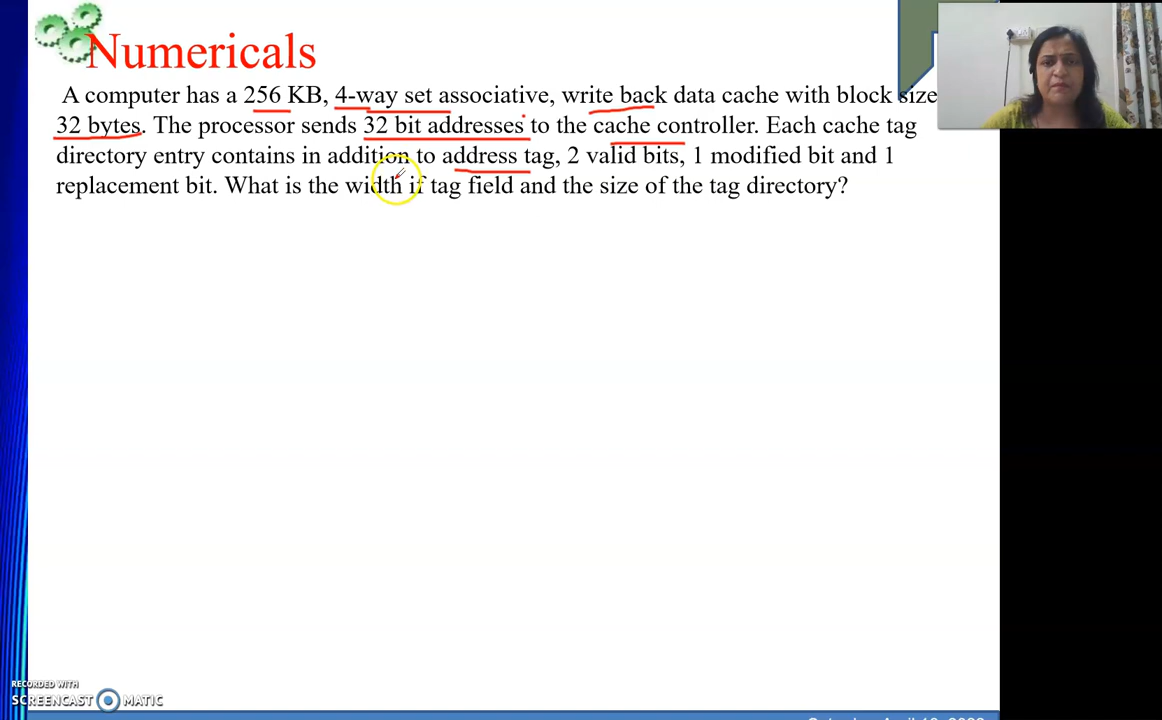 Numericals
A computer has a 256 KB, 4-way set associative, write back data cache with block size
32 bytes. The processor sends 32 bit addresses to the cache controller. Each cache tag
directory entry contains in addition to address tag, 2 valid bits, 1 modified bit and 1
replacement bit. What is the width if tag field and the size of the tag directory?
RECORDED WITH
SCREENCAST MATIC